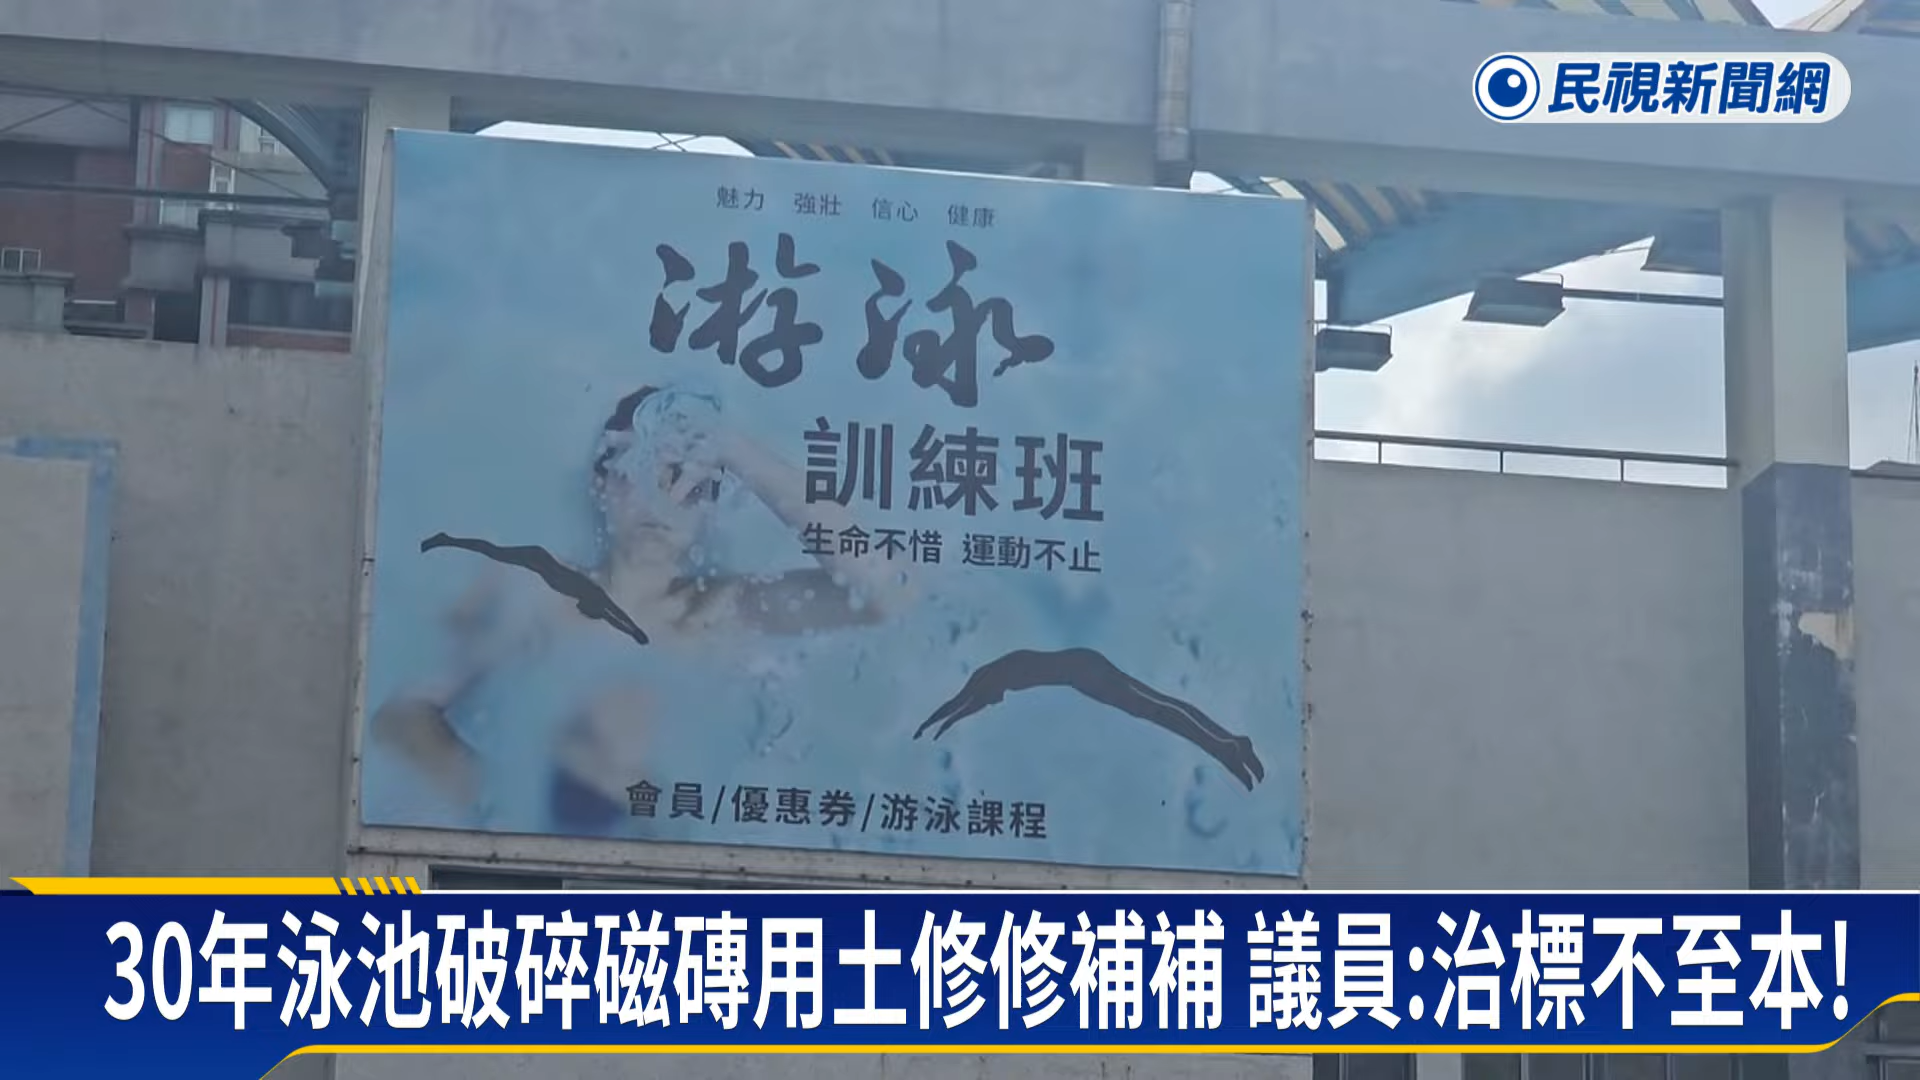 民視新聞網
魅力 強壯 信心 健康
游泳
訓練班
生命不惜 運動不止
會員/優惠券/游泳課程
30年泳池破碎磁磚用土修修補補 議員:治標不至本!